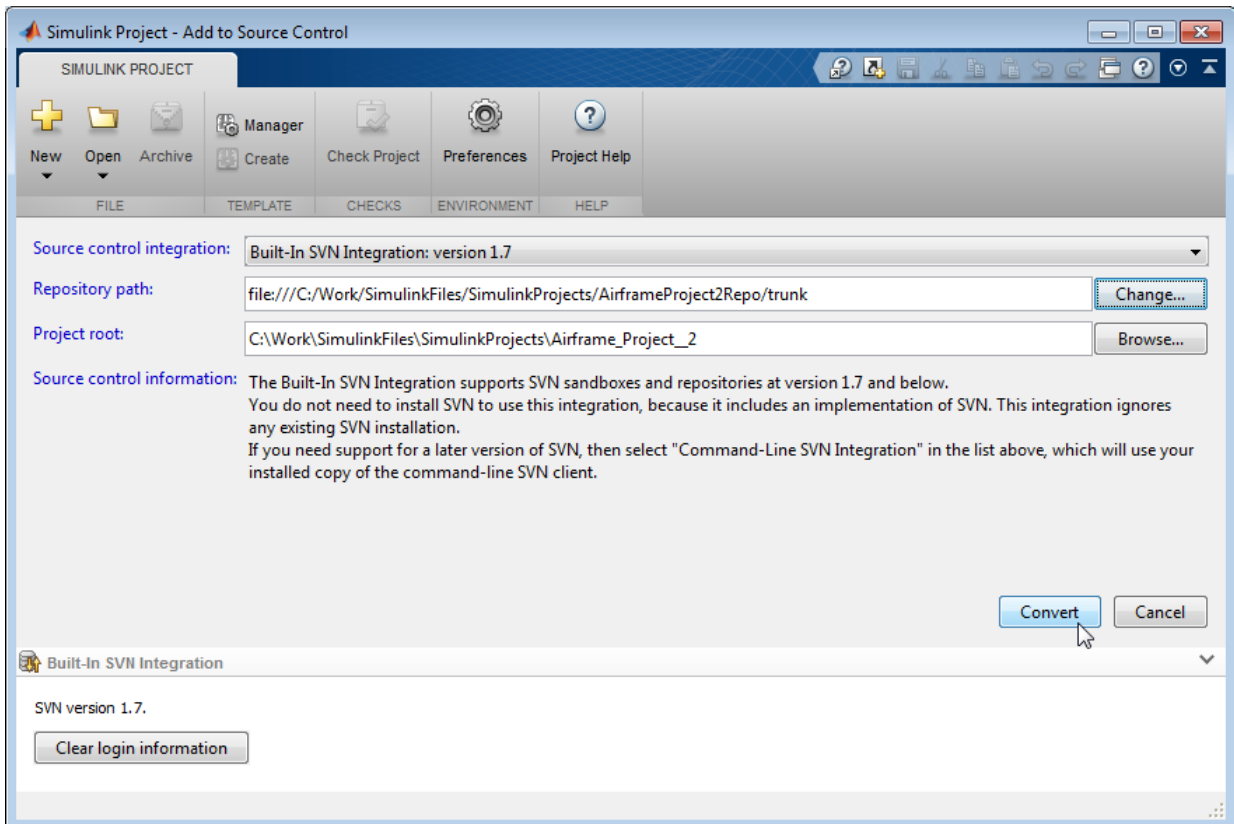 Simulink Project - Add to Source Control
SIMULINK PROJECT
New
Open
Archive
Manager
Create
Check Project
Preferences
Project Help
FILE
TEMPLATE
CHECKS
ENVIRONMENT
HELP
Source control integration: Built-In SVN Integration: version 1.7
Repository path: file:///C:/Work/SimulinkFiles/SimulinkProjects/AirframeProject2Repo/trunk Change...
Project root: C:\Work\SimulinkFiles\SimulinkProjects\Airframe_Project__2 Browse...
Source control information: The Built-In SVN Integration supports SVN sandboxes and repositories at version 1.7 and below.
You do not need to install SVN to use this integration, because it includes an implementation of SVN. This integration ignores
any existing SVN installation.
If you need support for a later version of SVN, then select "Command-Line SVN Integration" in the list above, which will use your
installed copy of the command-line SVN client.
Convert Cancel
Built-In SVN Integration
SVN version 1.7.
Clear login information